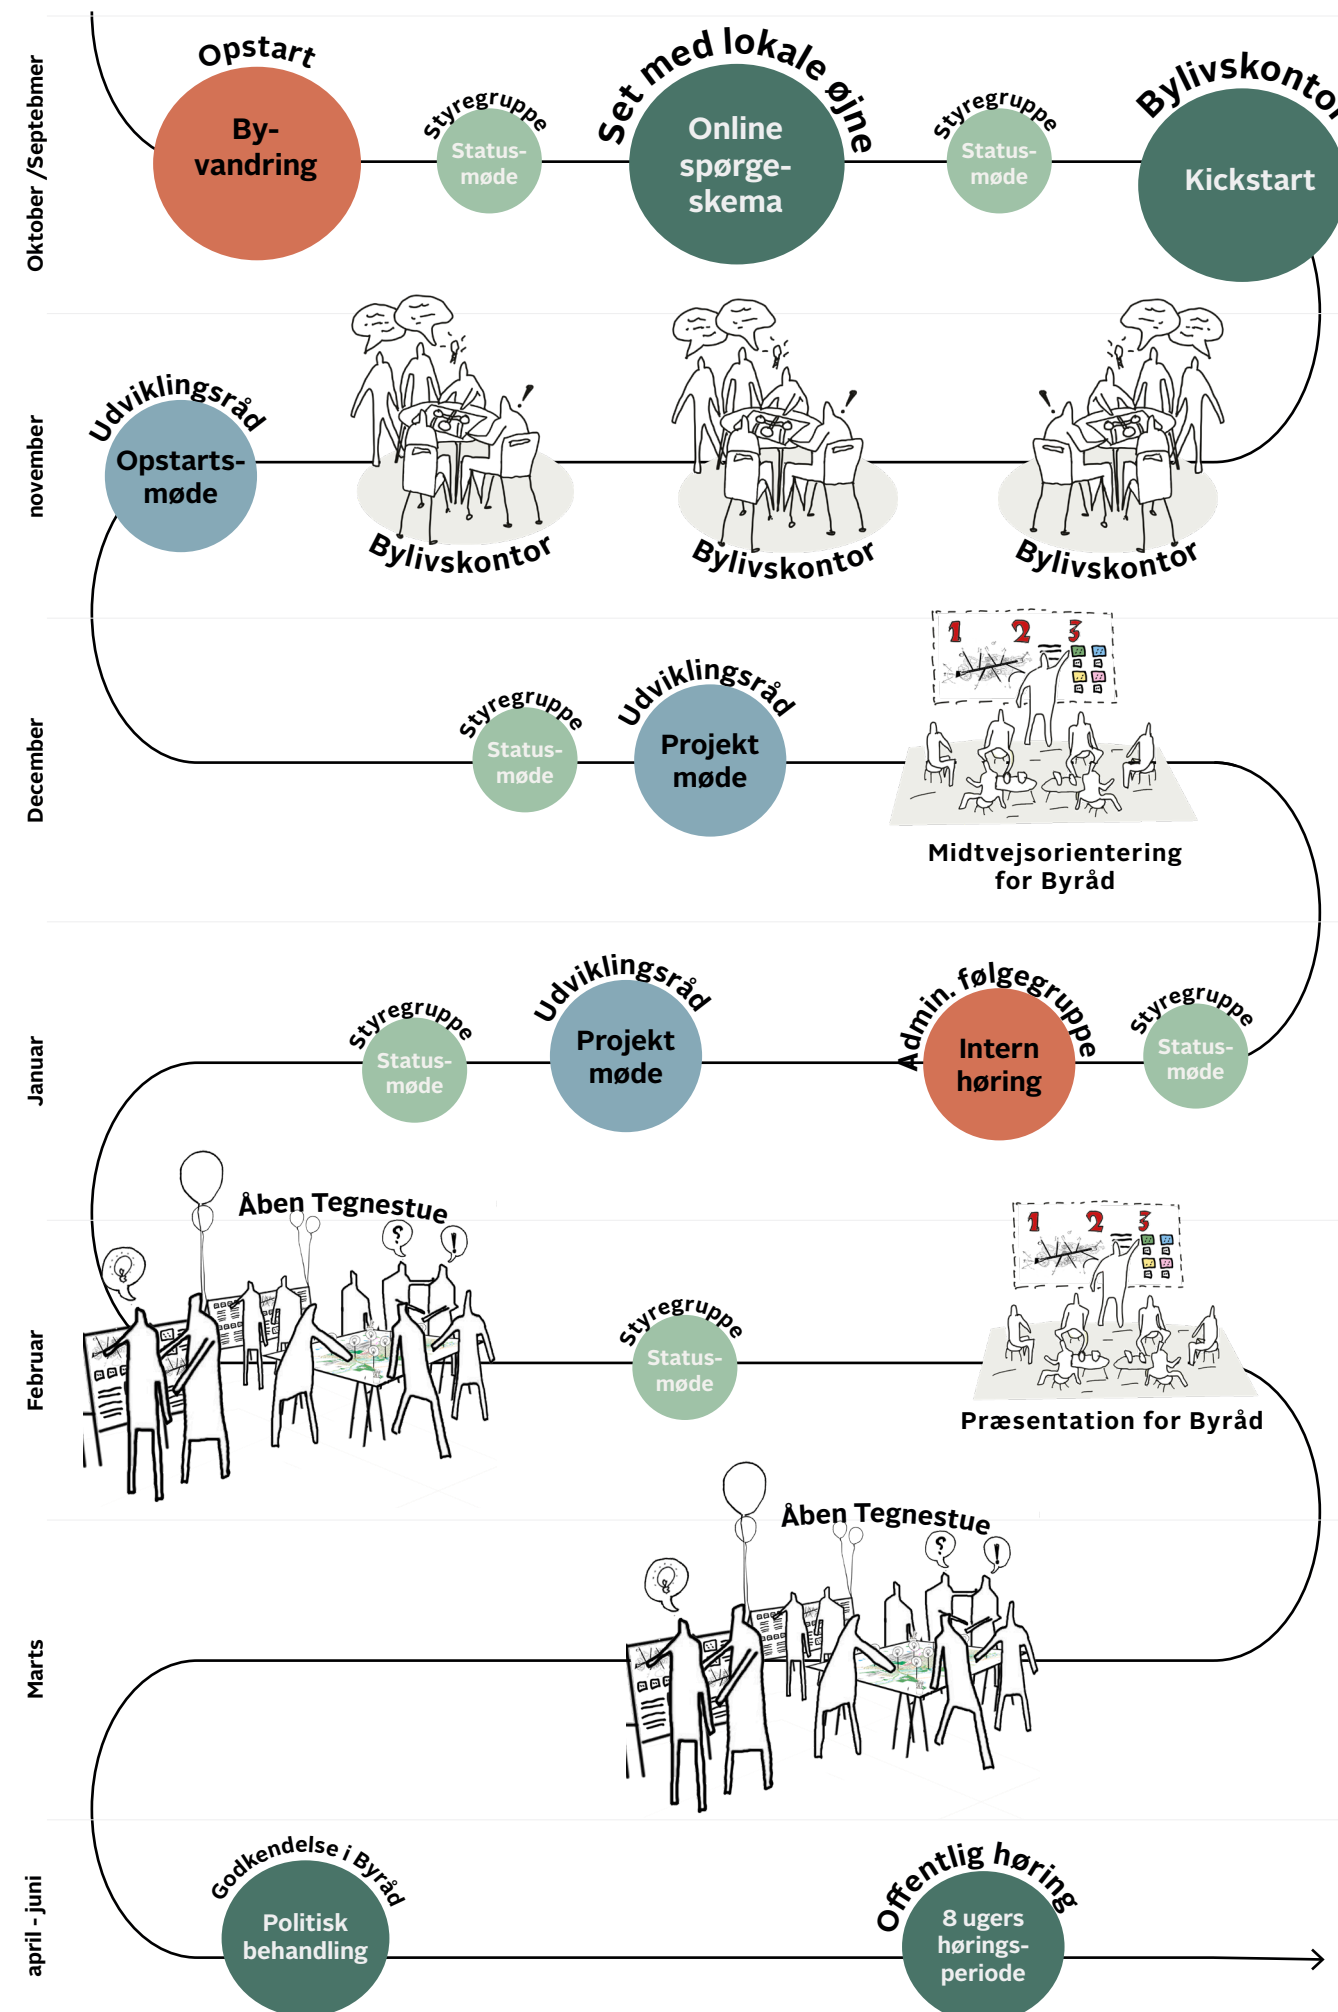 Oktober /Septebmer
Opstart
By-
vandring
Styregruppe
Status-
møde
Set med lokale øjne
Online
spørge-
skema
Styregruppe
Status-
møde
Bylivskontor
Kickstart
november
Udviklingsråd
Opstarts-
møde
Bylivskontor
Bylivskontor
Bylivskontor
December
Styregruppe
Status-
møde
Udviklingsråd
Projekt
møde
1 2 3
Midtvejsorientering
for Byråd
Januar
Styregruppe
Status-
møde
Udviklingsråd
Projekt
møde
Admin. følgegruppe
Intern
høring
Styregruppe
Status-
møde
Februar
Åben Tegnestue
? !
Styregruppe
Status-
møde
1 2 3
Præsentation for Byråd
Marts
Åben Tegnestue
? !
april - juni
Godkendelse i Byråd
Politisk
behandling
Offentlig høring
8 ugers
hørings-
periode